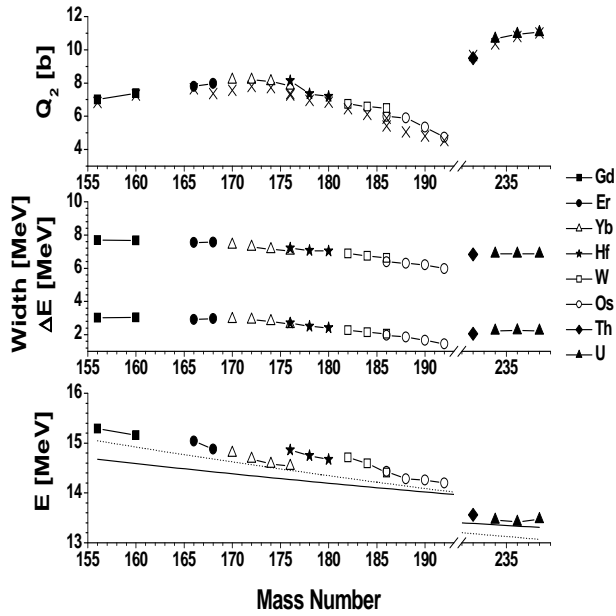 12
10
8
6
4
Q2 [b]
155 160 165 170 175 180 185 190 235
10
8
6
4
2
Width [MeV]
ΔE [MeV]
155 160 165 170 175 180 185 190 235
16
15
14
13
E [MeV]
155 160 165 170 175 180 185 190 235
Mass Number
Gd
Er
Yb
Hf
W
Os
Th
U